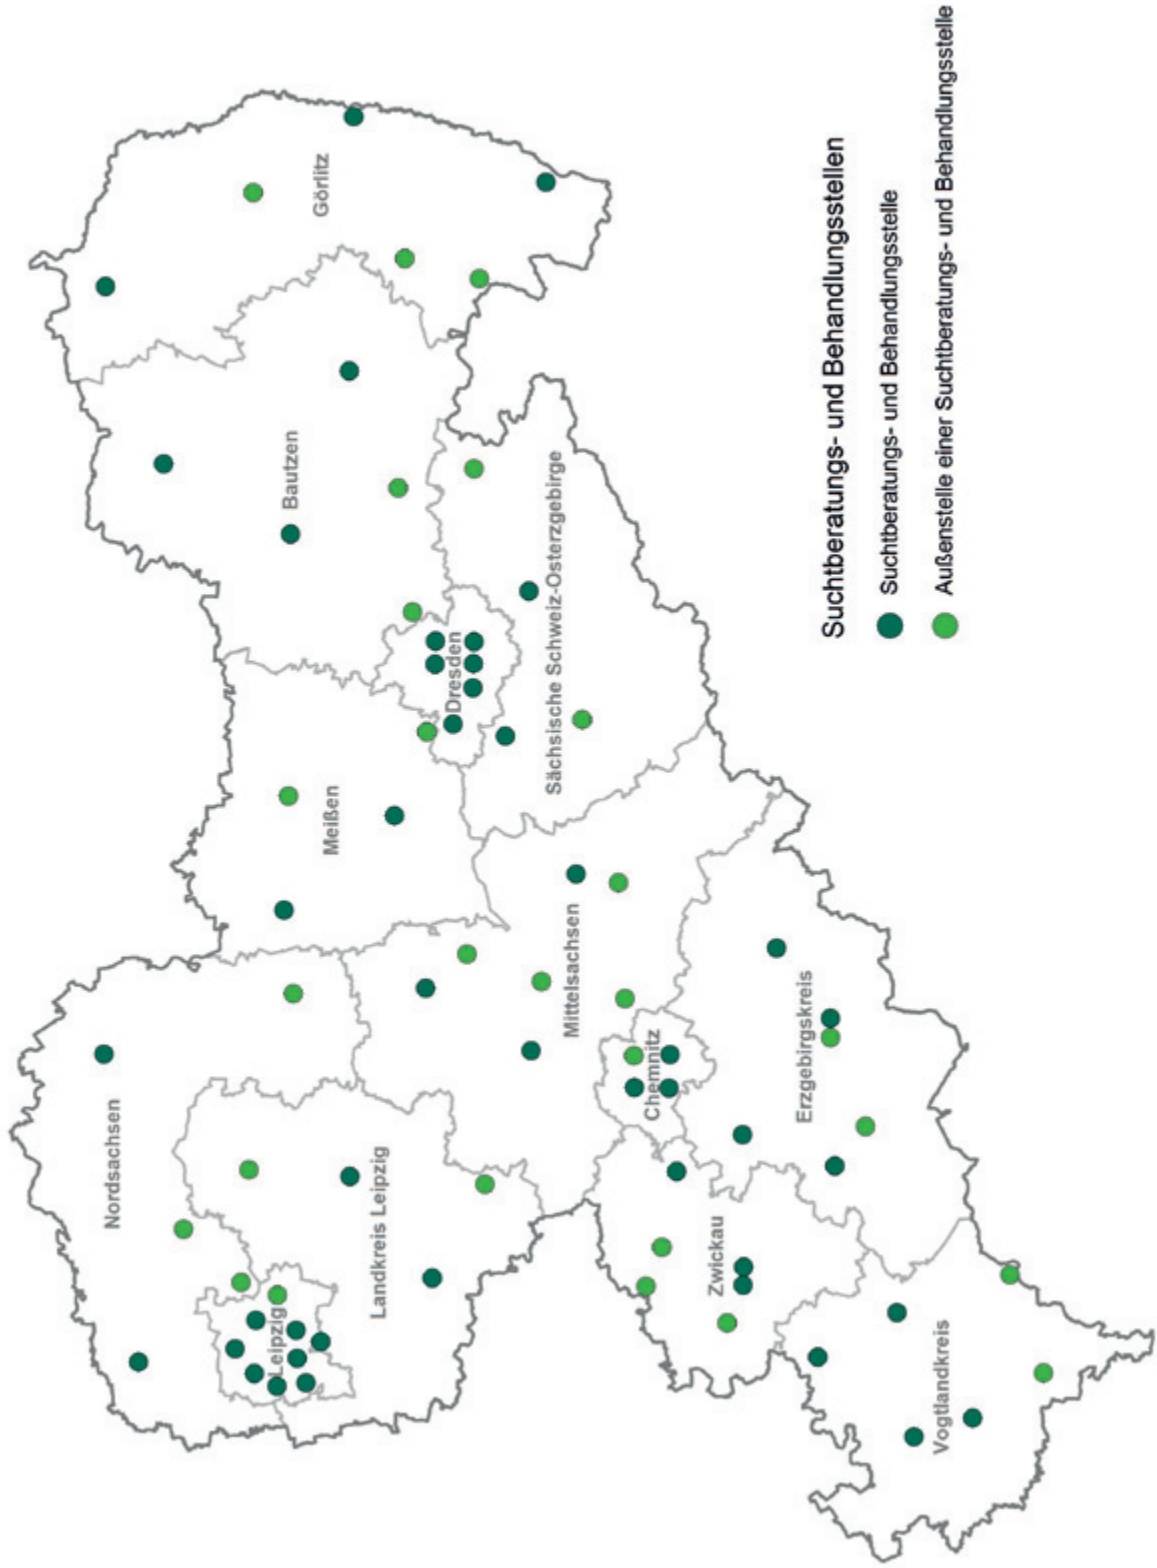 Nordsachsen
Leipzig
Landkreis Leipzig
Meißen
Bautzen
Görlitz
Dresden
Sächsische Schweiz-Osterzgebirge
Mittelsachsen
Chemnitz
Erzgebirgskreis
Zwickau
Vogtlandkreis
Suchtberatungs- und Behandlungsstellen
Suchtberatungs- und Behandlungsstelle
Außenstelle einer Suchtberatungs- und Behandlungsstelle